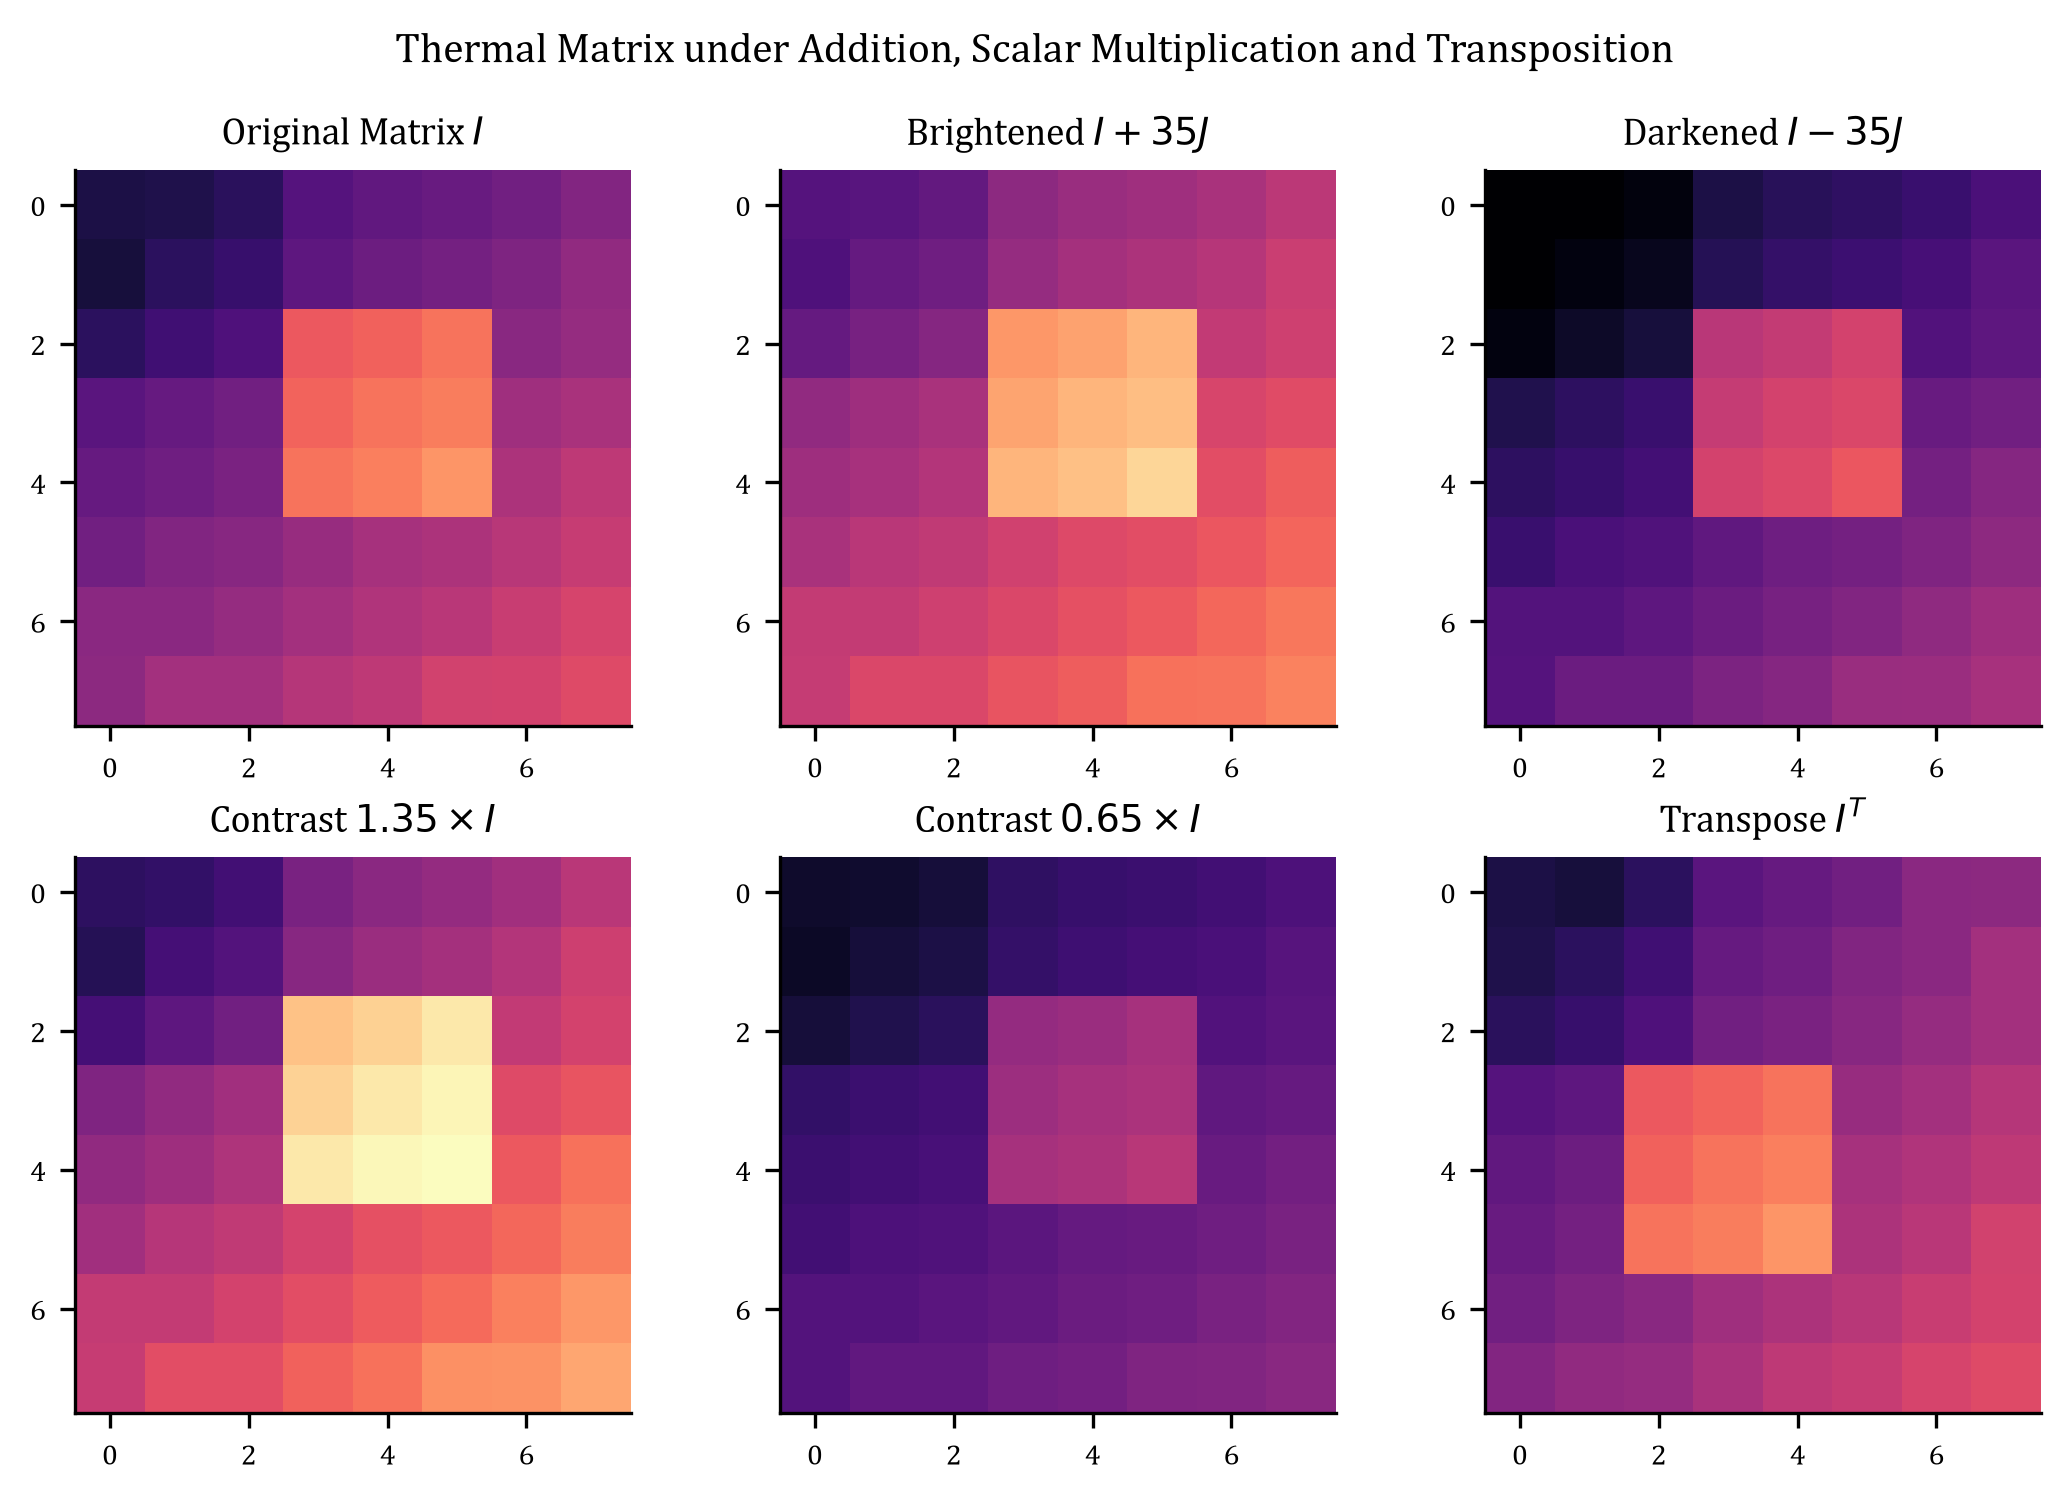 Thermal Matrix under Addition, Scalar Multiplication and Transposition
Original Matrix I
0
2
4
6
0 2 4 6
Brightened I + 35J
0
2
4
6
0 2 4 6
Darkened I − 35J
0
2
4
6
0 2 4 6
Contrast 1.35 × I
0
2
4
6
0 2 4 6
Contrast 0.65 × I
0
2
4
6
0 2 4 6
Transpose I^T
0
2
4
6
0 2 4 6